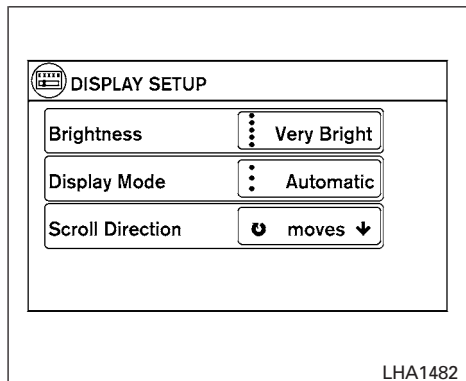 DISPLAY SETUP
Brightness Very Bright
Display Mode Automatic
Scroll Direction moves
LHA1482